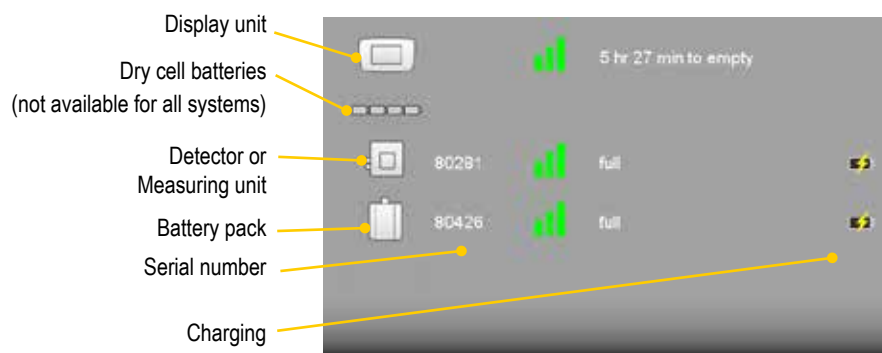 Display unit
5 hr 27 min to empty
Dry cell batteries
(not available for all systems)
Detector or
Measuring unit
80281 full
Battery pack
80426 full
Serial number
Charging